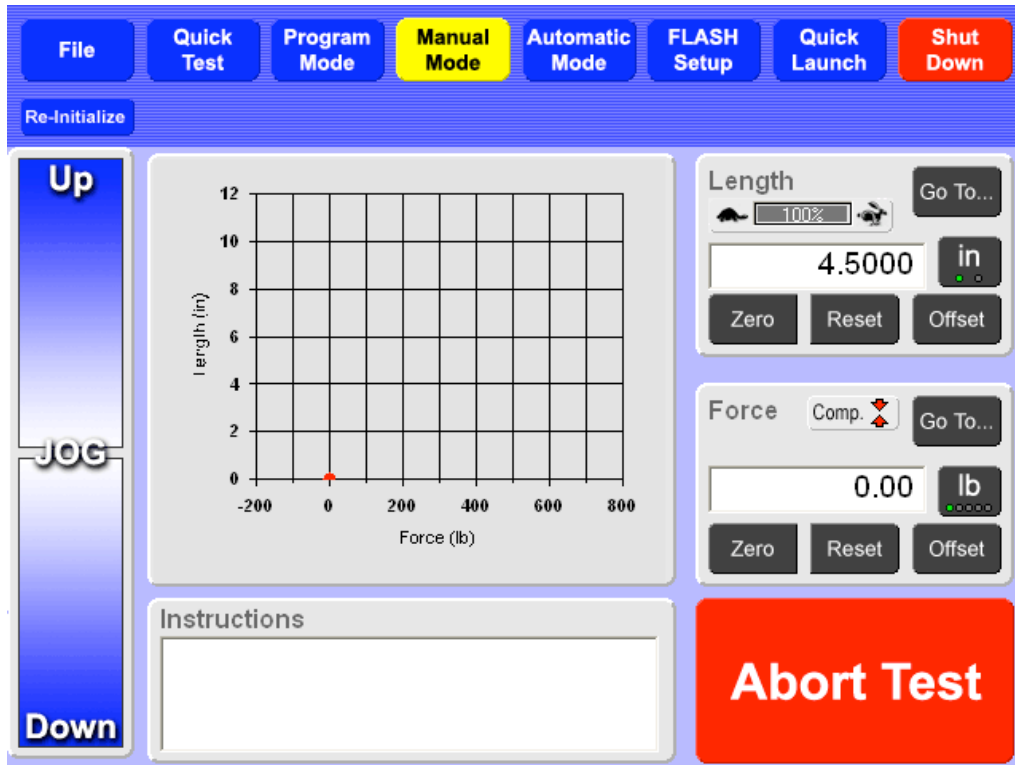 File
Quick
Test
Program
Mode
Manual
Mode
Automatic
Mode
FLASH
Setup
Quick
Launch
Shut
Down
Re-Initialize
Up
JOG
Down
12
10
8
6
4
2
0
Length (in)
-200 0 200 400 600 800
Force (lb)
Length
Go To...
100%
4.5000
in
Zero Reset Offset
Force
Comp.
Go To...
0.00
lb
Zero Reset Offset
Instructions
Abort Test